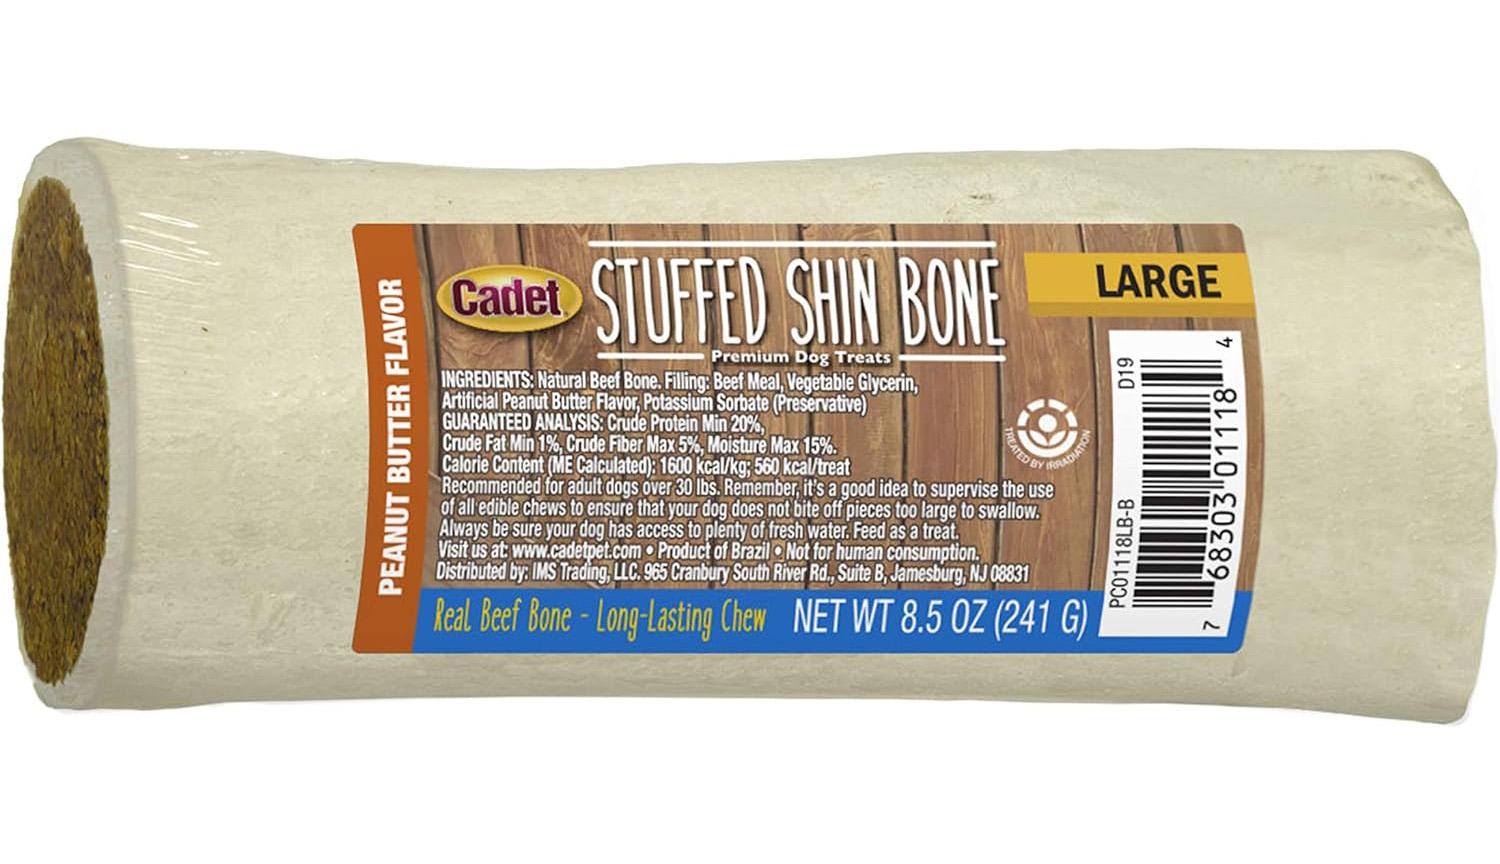 PEANUT BUTTER FLAVOR
Cadet
STUFFED SHIN BONE
Premium Dog Treats
LARGE
INGREDIENTS: Natural Beef Bone. Filling: Beef Meal, Vegetable Glycerin,
Artificial Peanut Butter Flavor, Potassium Sorbate (Preservative)
GUARANTEED ANALYSIS: Crude Protein Min 20%,
Crude Fat Min 1%, Crude Fiber Max 5%, Moisture Max 15%.
Calorie Content (ME Calculated): 1600 kcal/kg; 560 kcal/treat
Recommended for adult dogs over 30 lbs. Remember, it's a good idea to supervise the use
of all edible chews to ensure that your dog does not bite off pieces too large to swallow.
Always be sure your dog has access to plenty of fresh water. Feed as a treat.
Visit us at: www.cadetpet.com • Product of Brazil • Not for human consumption.
Distributed by: IMS Trading, LLC. 965 Cranbury South River Rd., Suite B, Jamesburg, NJ 08831
TREATED BY IRRADIATION
Real Beef Bone - Long-Lasting Chew
NET WT 8.5 OZ (241 G)
PC01118LB-B D19
7 68303 01118 4